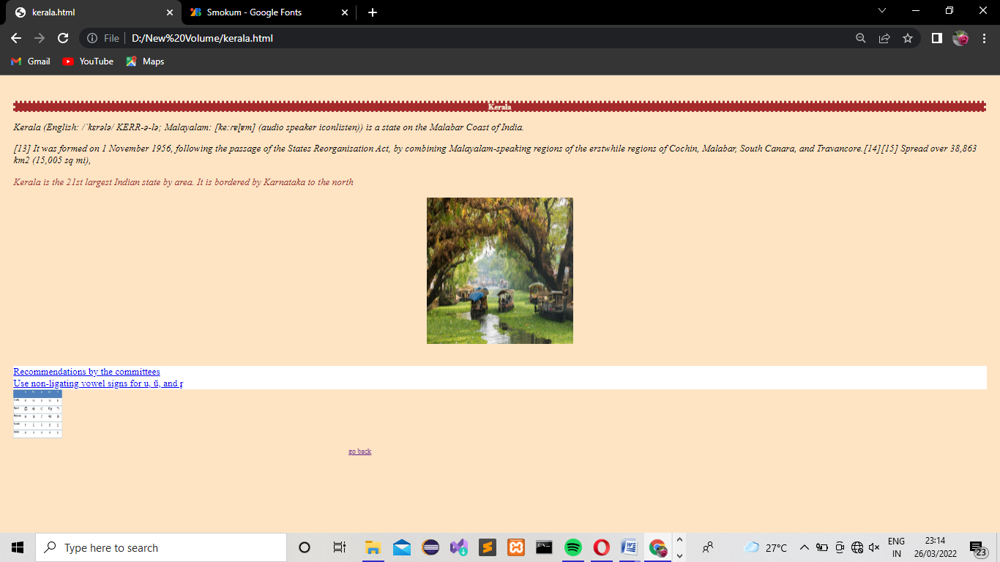 kerala.html
Smokum - Google Fonts
File
D:/New%20Volume/kerala.html
Gmail
YouTube
Maps
Kerala
Kerala (English: /ˈkɛrələ/ KERR-ə-lə; Malayalam: [keːrɐɭɐm] (audio speaker iconlisten)) is a state on the Malabar Coast of India.
[13] It was formed on 1 November 1956, following the passage of the States Reorganisation Act, by combining Malayalam-speaking regions of the erstwhile regions of Cochin, Malabar, South Canara, and Travancore.[14][15] Spread over 38,863
km2 (15,005 sq mi),
Kerala is the 21st largest Indian state by area. It is bordered by Karnataka to the north
Recommendations by the committees
Use non-ligating vowel signs for u, ū, and r̥
go back
Type here to search
27°C
ENG
IN
23:14
26/03/2022
23